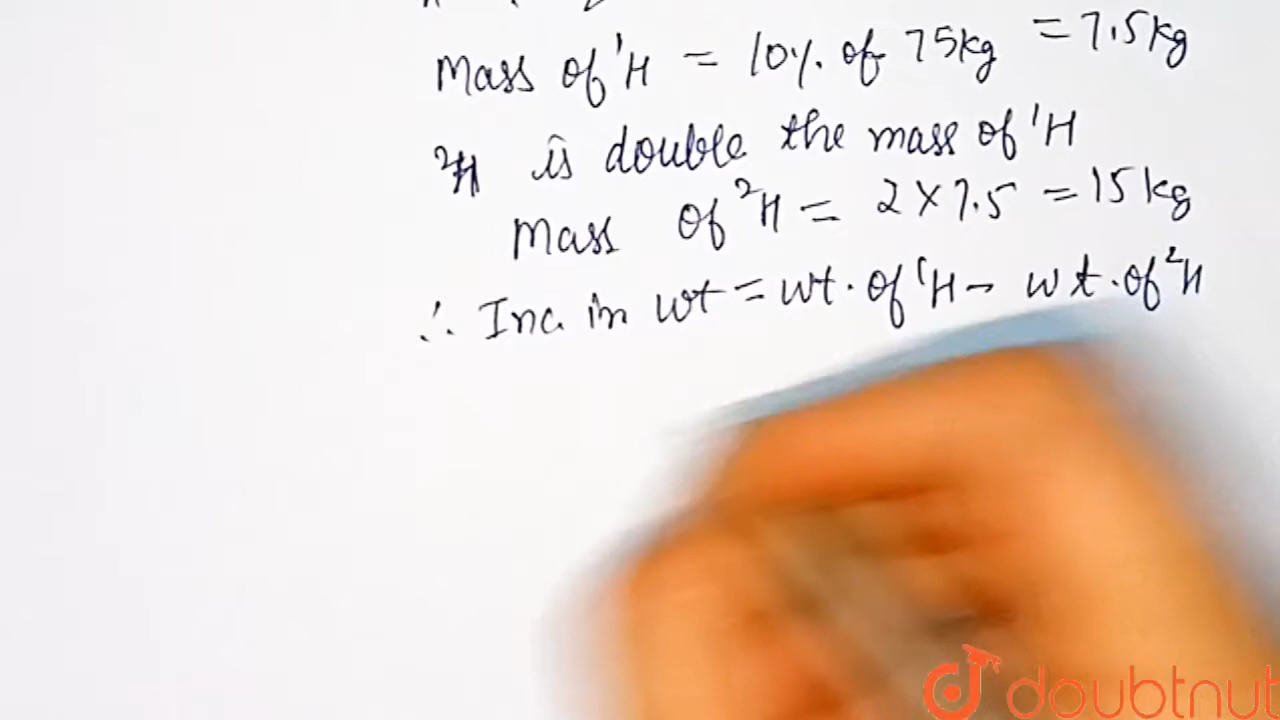 Mass of ¹H = 10% of 75kg = 7.5kg
²H is double the mass of ¹H
Mass of ²H = 2 × 7.5 = 15kg
∴ Inc. in wt = wt. of ¹H - wt. of ²H
doubtnut